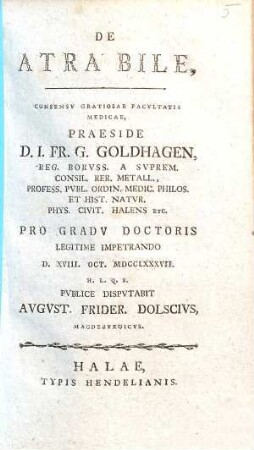 5
DE
ATRA BILE,
CONSENSV GRATIOSAE FACVLTATIS
MEDICAE,
PRAESIDE
D. I. FR. G. GOLDHAGEN,
REG. BORVSS. A SVPREM.
CONSIL. RER. METALL.,
PROFESS. PVBL. ORDIN. MEDIC. PHILOS.
ET HIST. NATVR.
PHYS. CIVIT. HALENS ETC.
PRO GRADV DOCTORIS
LEGITIME IMPETRANDO
D. XVIII. OCT. MDCCLXXXVII.
H. L. Q. S.
PVBLICE DISPVTABIT
AVGVST. FRIDER. DOLSCIVS,
MAGDEBVRGICVS.
HALAE,
TYPIS HENDELIANIS.